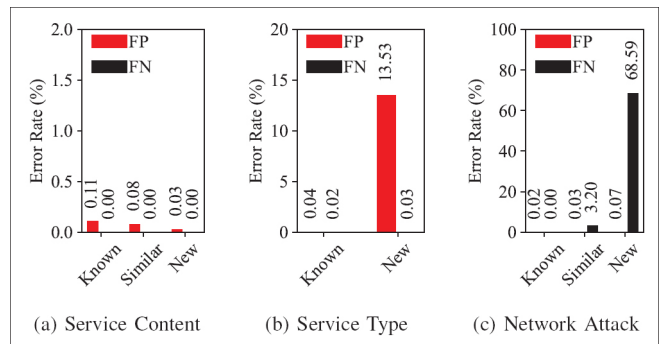 2.0
1.5
1.0
0.5
0.0
Error Rate (%)
FP
FN
0.11
0.00
0.08
0.00
0.03
0.00
Known
Similar
New
(a) Service Content
20
15
10
5
0
Error Rate (%)
FP
FN
0.04
0.02
13.53
0.03
Known
New
(b) Service Type
100
80
60
40
20
0
Error Rate (%)
FP
FN
0.02
0.00
0.03
3.20
0.07
68.59
Known
Similar
New
(c) Network Attack